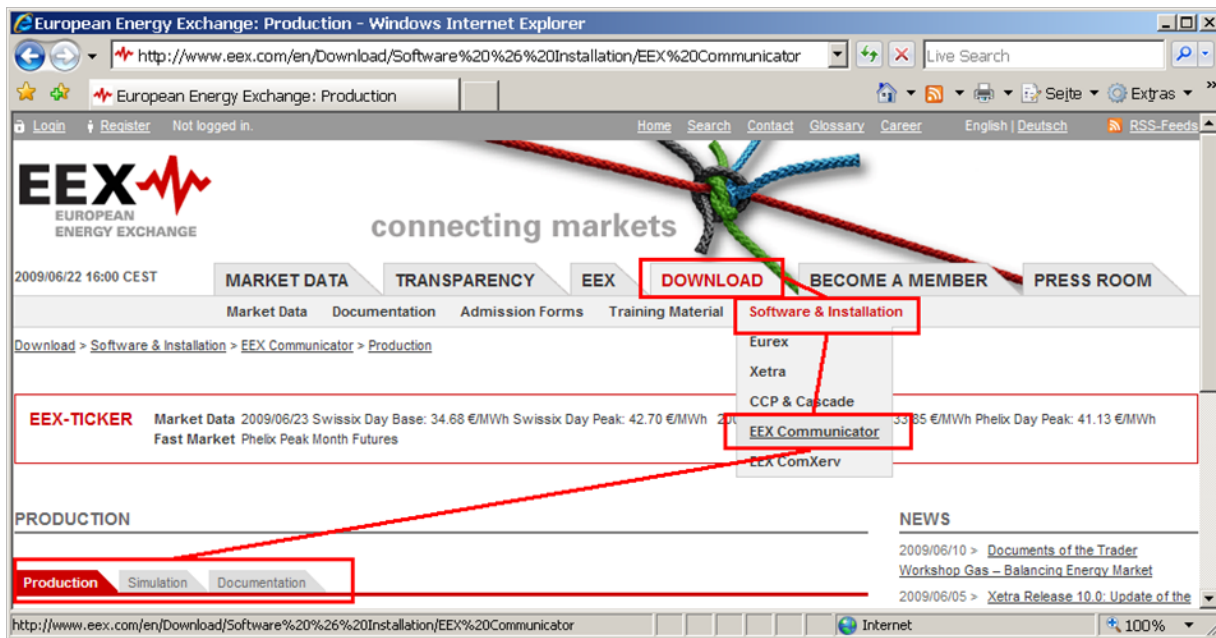 European Energy Exchange: Production - Windows Internet Explorer
http://www.eex.com/en/Download/Software%20%26%20Installation/EEX%20Communicator
Live Search
European Energy Exchange: Production
Seite
Extras
Login Register Not logged in. Home Search Contact Glossary Career English | Deutsch RSS-Feeds
EEX
EUROPEAN
ENERGY EXCHANGE
connecting markets
2009/06/22 16:00 CEST
MARKET DATA TRANSPARENCY EEX DOWNLOAD BECOME A MEMBER PRESS ROOM
Market Data Documentation Admission Forms Training Material Software & Installation
Download > Software & Installation > EEX Communicator > Production
Eurex
Xetra
CCP & Cascade
EEX Communicator
EEX ComXerv
EEX-TICKER
Market Data 2009/06/23 Swissix Day Base: 34.68 €/MWh Swissix Day Peak: 42.70 €/MWh €/MWh Phelix Day Peak: 41.13 €/MWh
Fast Market Phelix Peak Month Futures
PRODUCTION
Production Simulation Documentation
NEWS
2009/06/10 > Documents of the Trader
Workshop Gas – Balancing Energy Market
2009/06/05 > Xetra Release 10.0: Update of the
http://www.eex.com/en/Download/Software%20%26%20Installation/EEX%20Communicator
Internet
100%